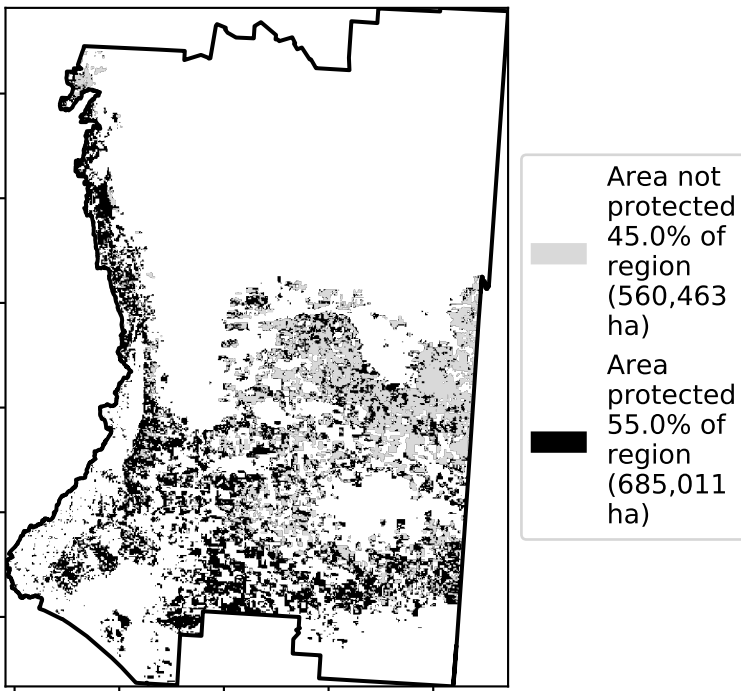 Area not
protected
45.0% of
region
(560,463
ha)
Area
protected
55.0% of
region
(685,011
ha)